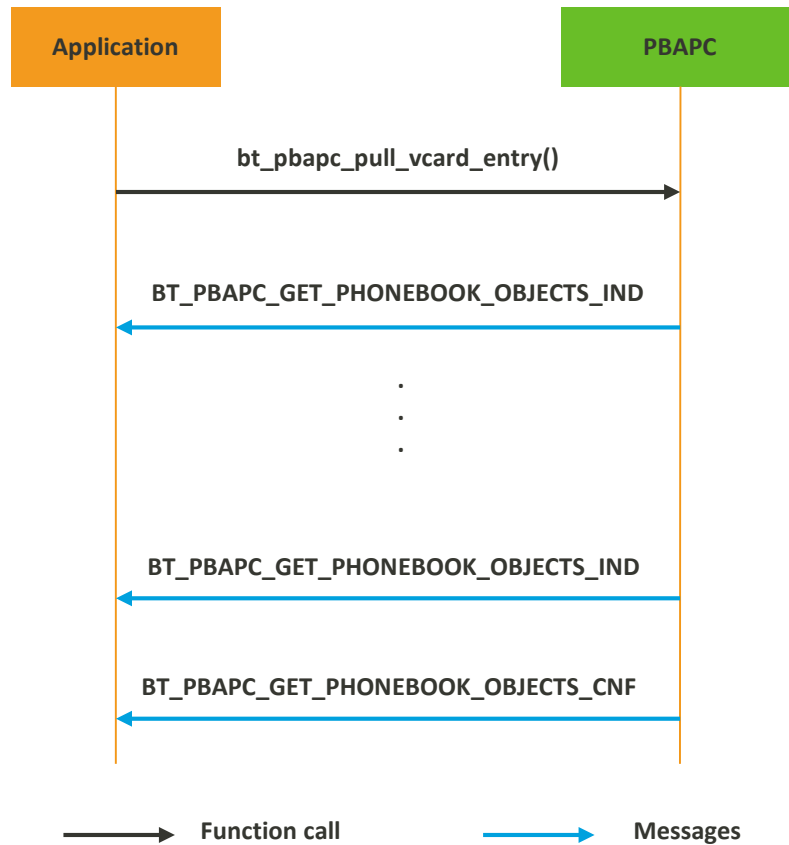 Application
PBAPC
bt_pbapc_pull_vcard_entry()
BT_PBAPC_GET_PHONEBOOK_OBJECTS_IND
.
.
.
BT_PBAPC_GET_PHONEBOOK_OBJECTS_IND
BT_PBAPC_GET_PHONEBOOK_OBJECTS_CNF
Function call
Messages